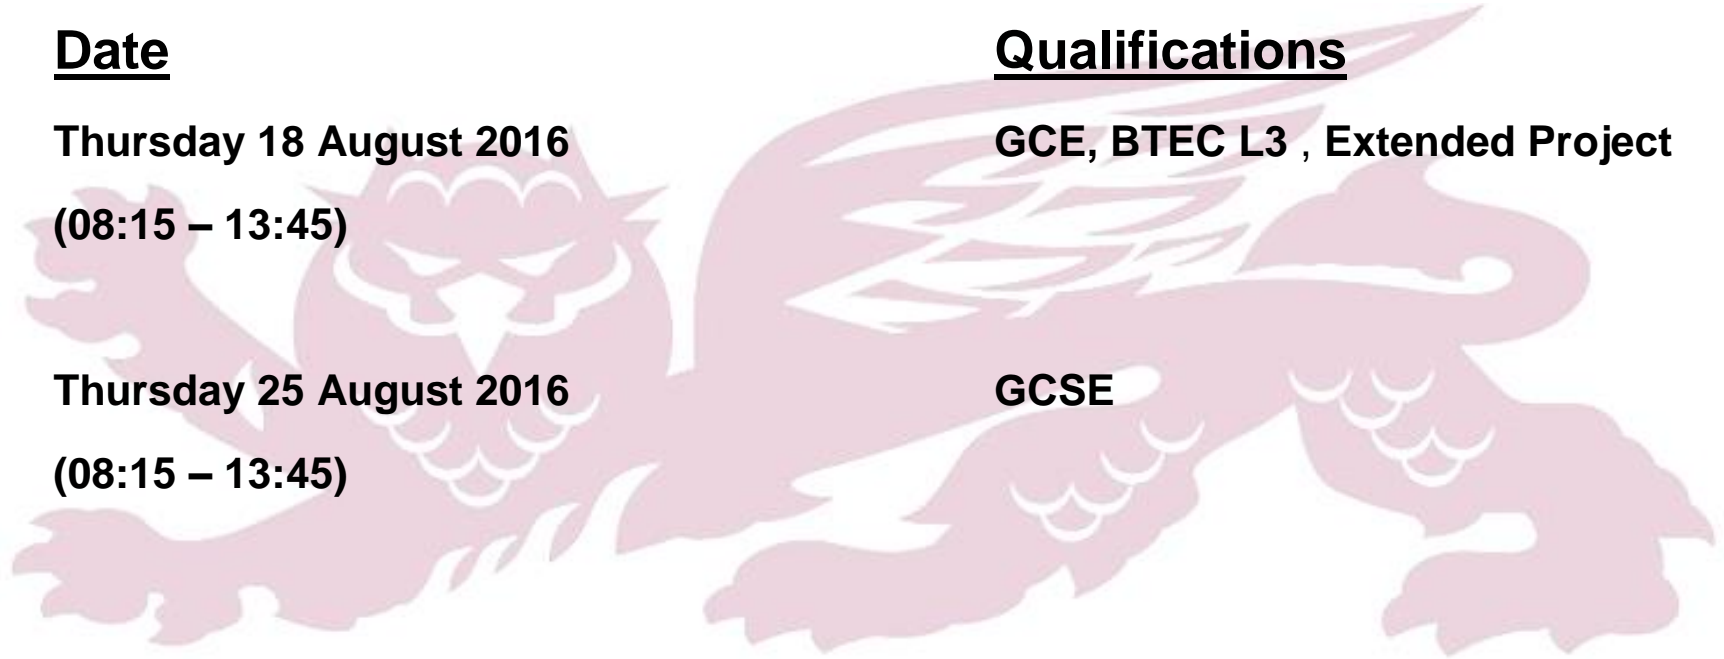 Date Qualifications
Thursday 18 August 2016 GCE, BTEC L3 , Extended Project
(08:15 – 13:45)
Thursday 25 August 2016 GCSE
(08:15 – 13:45)